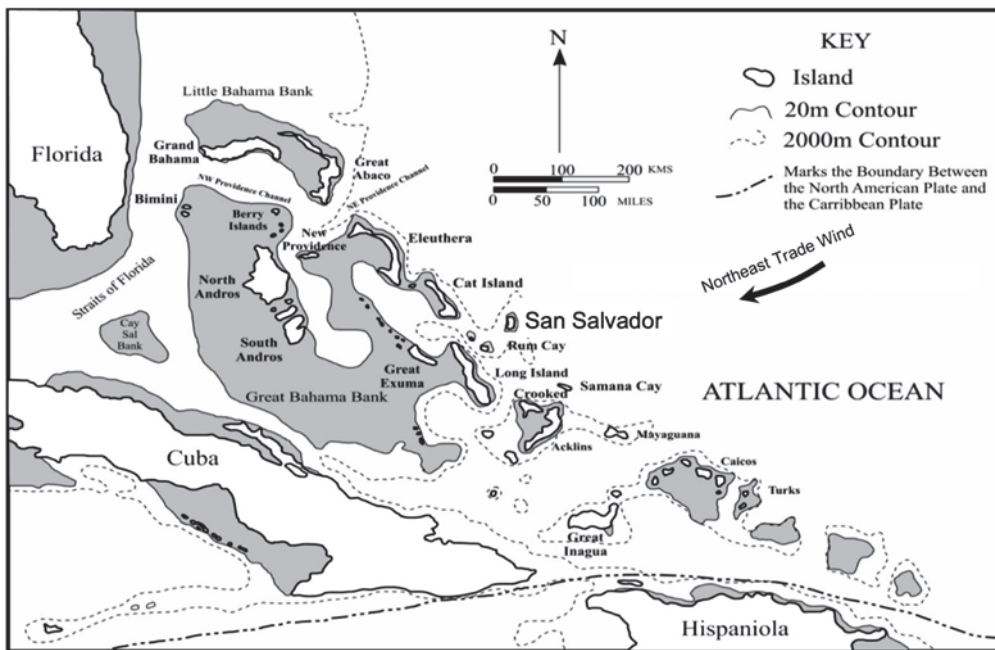 N
KEY
Island
20m Contour
2000m Contour
Marks the Boundary Between
the North American Plate and
the Carribbean Plate
0
100
200
KMS
0
50
100
MILES
Northeast Trade Wind
Little Bahama Bank
Florida
Grand
Bahama
Great
Abaco
NW Providence Channel
NE Providence Channel
Bimini
Berry
Islands
New
Providence
Eleuthera
North
Andros
Cat Island
Straits of Florida
Cay
Sal
Bank
San Salvador
South
Andros
Rum Cay
Great
Exuma
Long Island
Great Bahama Bank
Crooked
Samana Cay
ATLANTIC OCEAN
Acklins
Mayaguana
Cuba
Caicos
Turks
Great
Inagua
Hispaniola